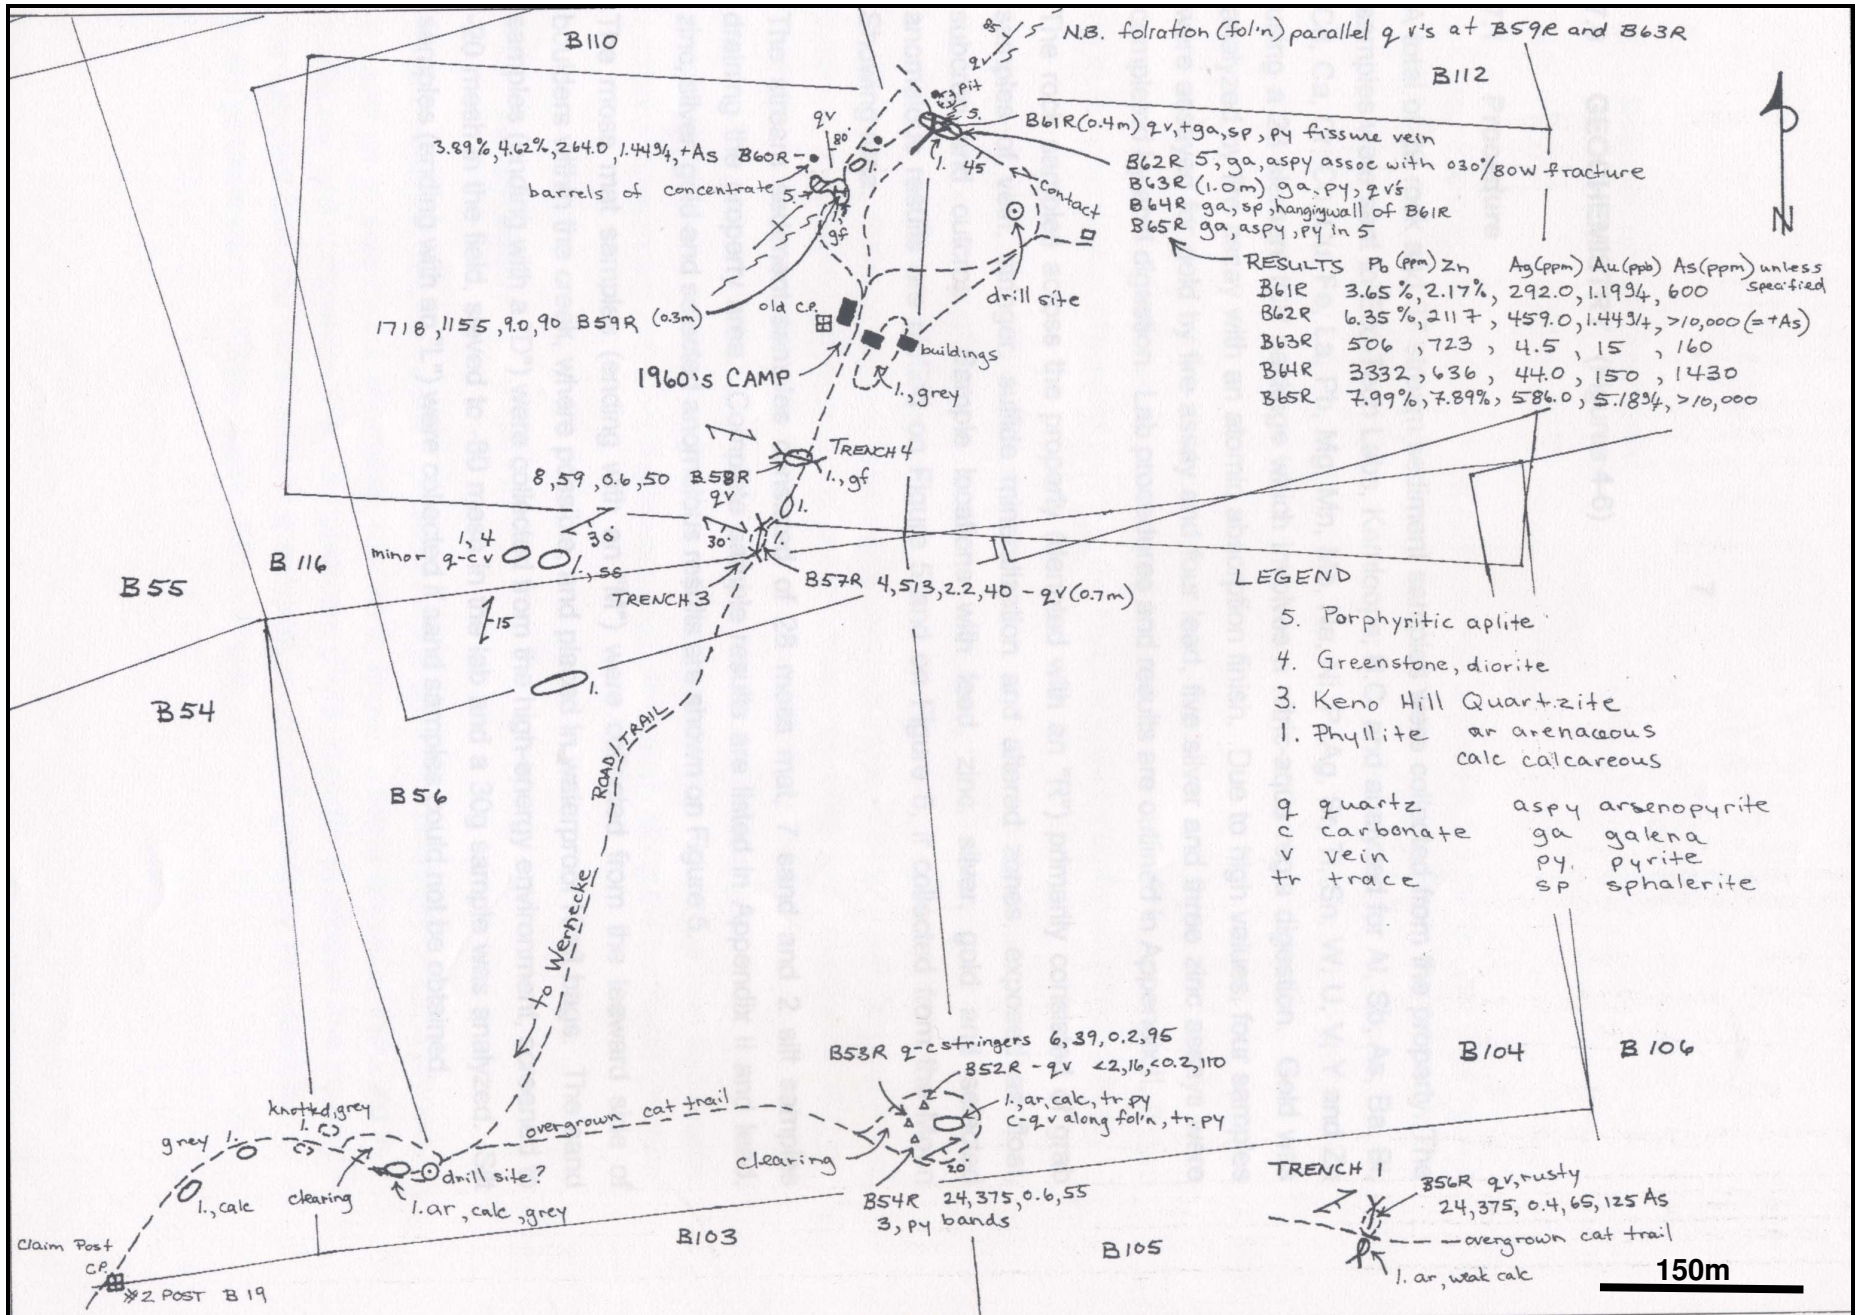 B110
85
qv
N.B. foliation (fol'n) parallel q v's at B59R and B63R
B112
pit
5.
B61R (0.4m) qv, +ga, sp, py fissure vein
qv
80
3.89%, 4.62%, 264.0, 1.44g/t, +As B60R
1.
1. 45
B62R 5, ga, aspy assoc with 030°/80W fracture
barrels of concentrate
5.
contact
B63R (1.0m) ga, py, qv's
B64R ga, sp, hangingwall of B61R
B65R ga, aspy, py in 5
gf
N
RESULTS Pb (ppm) Zn Ag(ppm) Au(ppb) As(ppm) unless specified
B61R 3.65%, 2.17%, 292.0, 1.19g/t, 600
B62R 6.35%, 2117, 459.0, 1.44g/t, >10,000 (=+As)
B63R 506, 723, 4.5, 15, 160
B64R 3332, 636, 44.0, 150, 1430
B65R 7.99%, 7.89%, 586.0, 5.18g/t, >10,000
drill site
old C.P.
1718, 1155, 9.0, 90 B59R (0.3m)
buildings
1960's CAMP
1., grey
TRENCH 4
1., gf
8, 59, 0.6, 50 B58R
qv
1.
30
30
1.
1, 4
minor q-c v
1., ss
B 116
B55
B57R 4, 513, 2.2, 40 - qv (0.7m)
TRENCH 3
15
1.
LEGEND
5. Porphyritic aplite
4. Greenstone, diorite
3. Keno Hill Quartzite
1. Phyllite ar arenaceous
calc calcareous
q quartz aspy arsenopyrite
c carbonate ga galena
v vein py. pyrite
tr trace sp sphalerite
B54
B56
ROAD/TRAIL
to Wernecke
B53R q-c stringers 6, 39, 0.2, 95
B52R - qv <2, 16, <0.2, 110
1., ar, calc, tr. py
c-qv along fol'n, tr. py
20
clearing
B54R 24, 375, 0.6, 55
3, py bands
B104
B 106
knotted, grey
1.
grey 1.
overgrown cat trail
drill site?
1., calc
clearing
1. ar, calc, grey
B103
B105
Claim Post
C.P.
#2 POST B 19
TRENCH 1
B56R qv, rusty
24, 375, 0.4, 65, 125 As
overgrown cat trail
1. ar, weak calc
150m